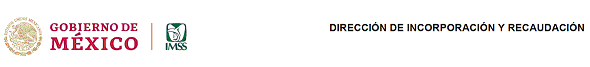 GOBIERNO DE
MÉXICO
IMSS
DIRECCIÓN DE INCORPORACIÓN Y RECAUDACIÓN